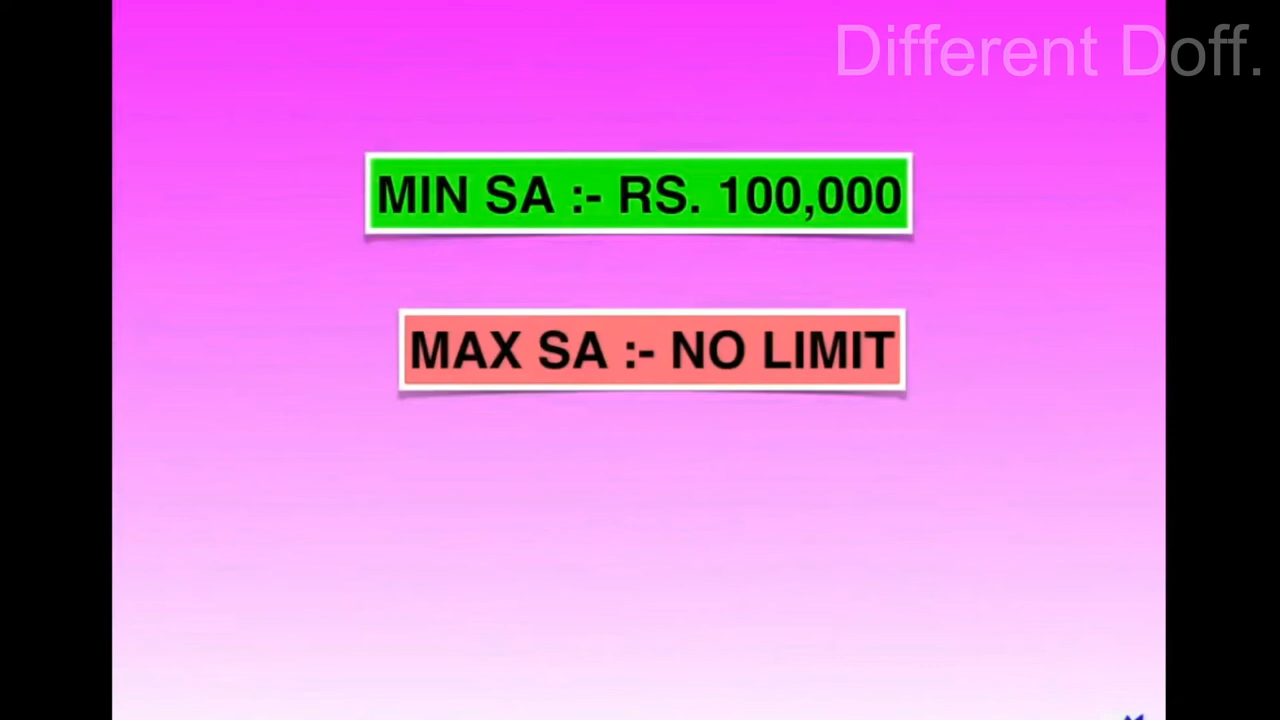 Different Doff.
MIN SA :- RS. 100,000
MAX SA :- NO LIMIT